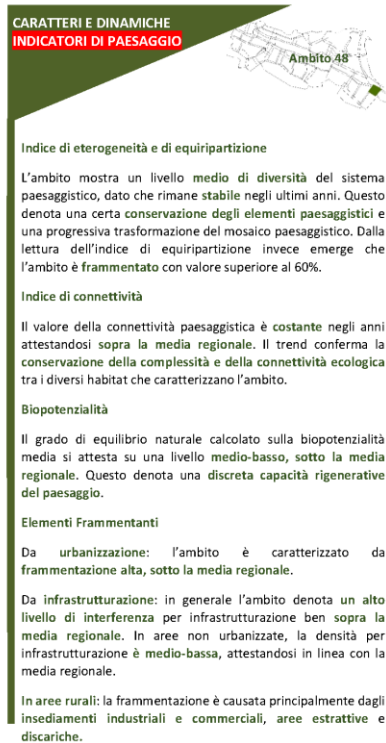 CARATTERI E DINAMICHE
INDICATORI DI PAESAGGIO
Ambito 48
Indice di eterogeneità e di equiripartizione
L'ambito mostra un livello medio di diversità del sistema
paesaggistico, dato che rimane stabile negli ultimi anni. Questo
denota una certa conservazione degli elementi paesaggistici e
una progressiva trasformazione del mosaico paesaggistico. Dalla
lettura dell'indice di equiripartizione invece emerge che
l'ambito è frammentato con valore superiore al 60%.
Indice di connettività
Il valore della connettività paesaggistica è costante negli anni
attestandosi sopra la media regionale. Il trend conferma la
conservazione della complessità e della connettività ecologica
tra i diversi habitat che caratterizzano l'ambito.
Biopotenzialità
Il grado di equilibrio naturale calcolato sulla biopotenzialità
media si attesta su una livello medio-basso, sotto la media
regionale. Questo denota una discreta capacità rigenerative
del paesaggio.
Elementi Frammentanti
Da urbanizzazione: l'ambito è caratterizzato da
frammentazione alta, sotto la media regionale.
Da infrastrutturazione: in generale l'ambito denota un alto
livello di interferenza per infrastrutturazione ben sopra la
media regionale. In aree non urbanizzate, la densità per
infrastrutturazione è medio-bassa, attestandosi in linea con la
media regionale.
In aree rurali: la frammentazione è causata principalmente dagli
insediamenti industriali e commerciali, aree estrattive e
discariche.